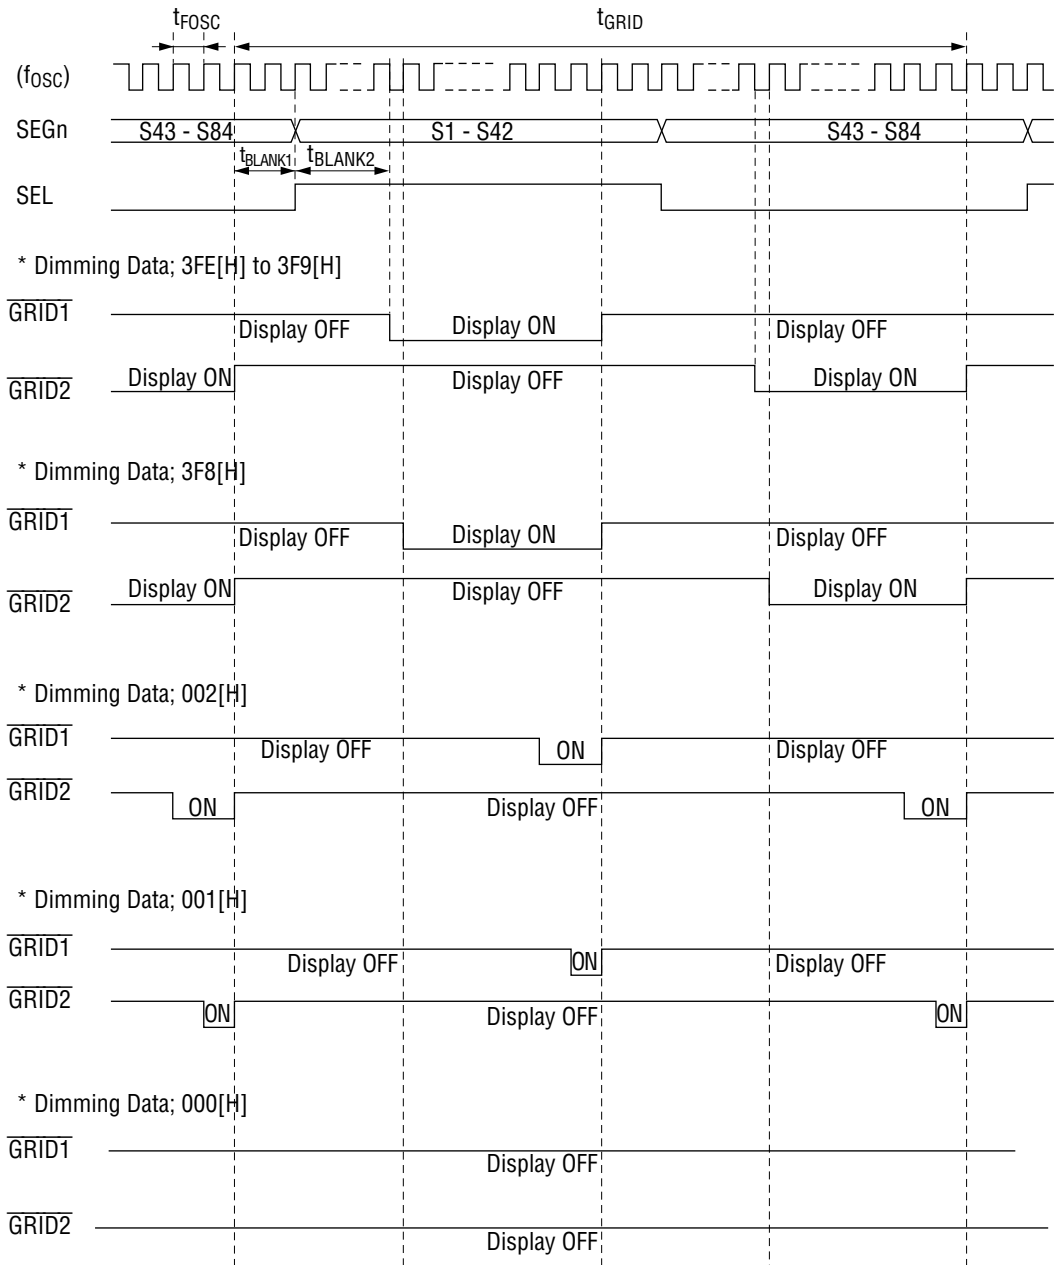 tFOSC tGRID
(fOSC)
SEGn S43 - S84 S1 - S42 S43 - S84
tBLANK1 tBLANK2
SEL
* Dimming Data; 3FE[H] to 3F9[H]
GRID1 Display OFF Display ON Display OFF
GRID2 Display ON Display OFF Display ON
* Dimming Data; 3F8[H]
GRID1 Display OFF Display ON Display OFF
GRID2 Display ON Display OFF Display ON
* Dimming Data; 002[H]
GRID1 Display OFF ON Display OFF
GRID2 ON Display OFF ON
* Dimming Data; 001[H]
GRID1 Display OFF ON Display OFF
GRID2 ON Display OFF ON
* Dimming Data; 000[H]
GRID1 Display OFF
GRID2 Display OFF